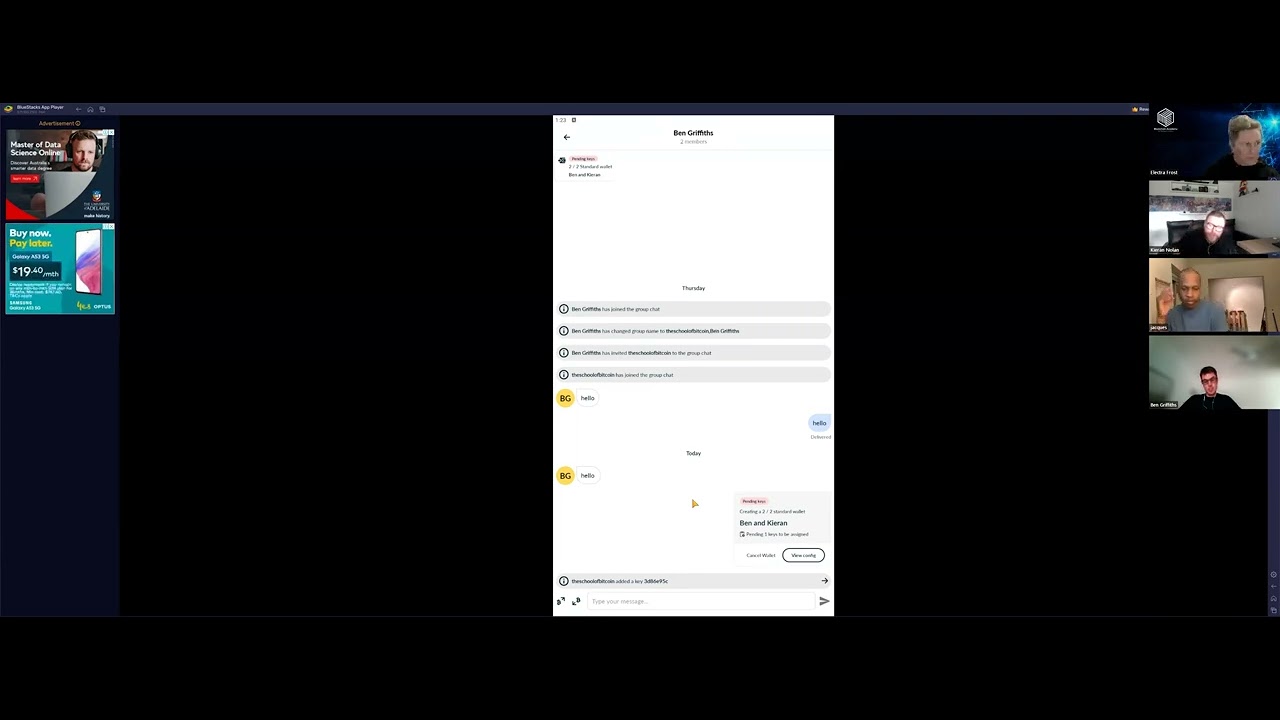 BlueStacks App Player
Rew
Advertisement
Master of Data
Science Online
Discover Australia's
smarter data degree
learn more
THE UNIVERSITY
of ADELAIDE
make history
Buy now.
Pay later.
Galaxy A53 5G
$19.40/mth
SAMSUNG
Galaxy A53 5G
yes OPTUS
1:23
Ben Griffiths
2 members
Pending keys
2 / 2 Standard wallet
Ben and Kieran
Thursday
Ben Griffiths has joined the group chat
Ben Griffiths has changed group name to theschoolofbitcoin,Ben Griffiths
Ben Griffiths has invited theschoolofbitcoin to the group chat
theschoolofbitcoin has joined the group chat
BG
hello
hello
Delivered
Today
BG
hello
Pending keys
Creating a 2 / 2 standard wallet
Ben and Kieran
Pending 1 keys to be assigned
Cancel Wallet
View config
theschoolofbitcoin added a key 3d86e95c
Type your message...
Electra Frost
Kieran Nolan
jacques
Ben Griffiths